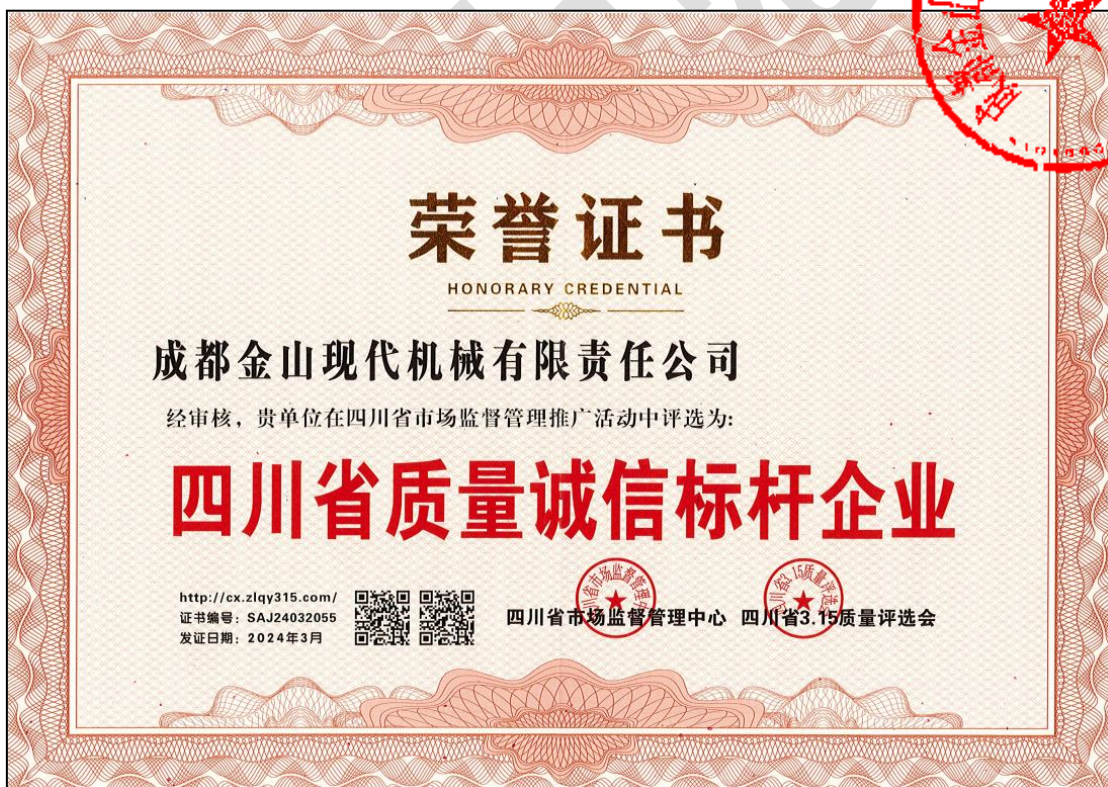 荣誉证书
HONORARY CREDENTIAL
成都金山现代机械有限责任公司
经审核，贵单位在四川省市场监督管理推广活动中评选为:
四川省质量诚信标杆企业
http://cx.zlqy315.com/
证书编号：SAJ24032055
发证日期：2024年3月
四川省市场监督管理中心 四川省3.15质量评选会